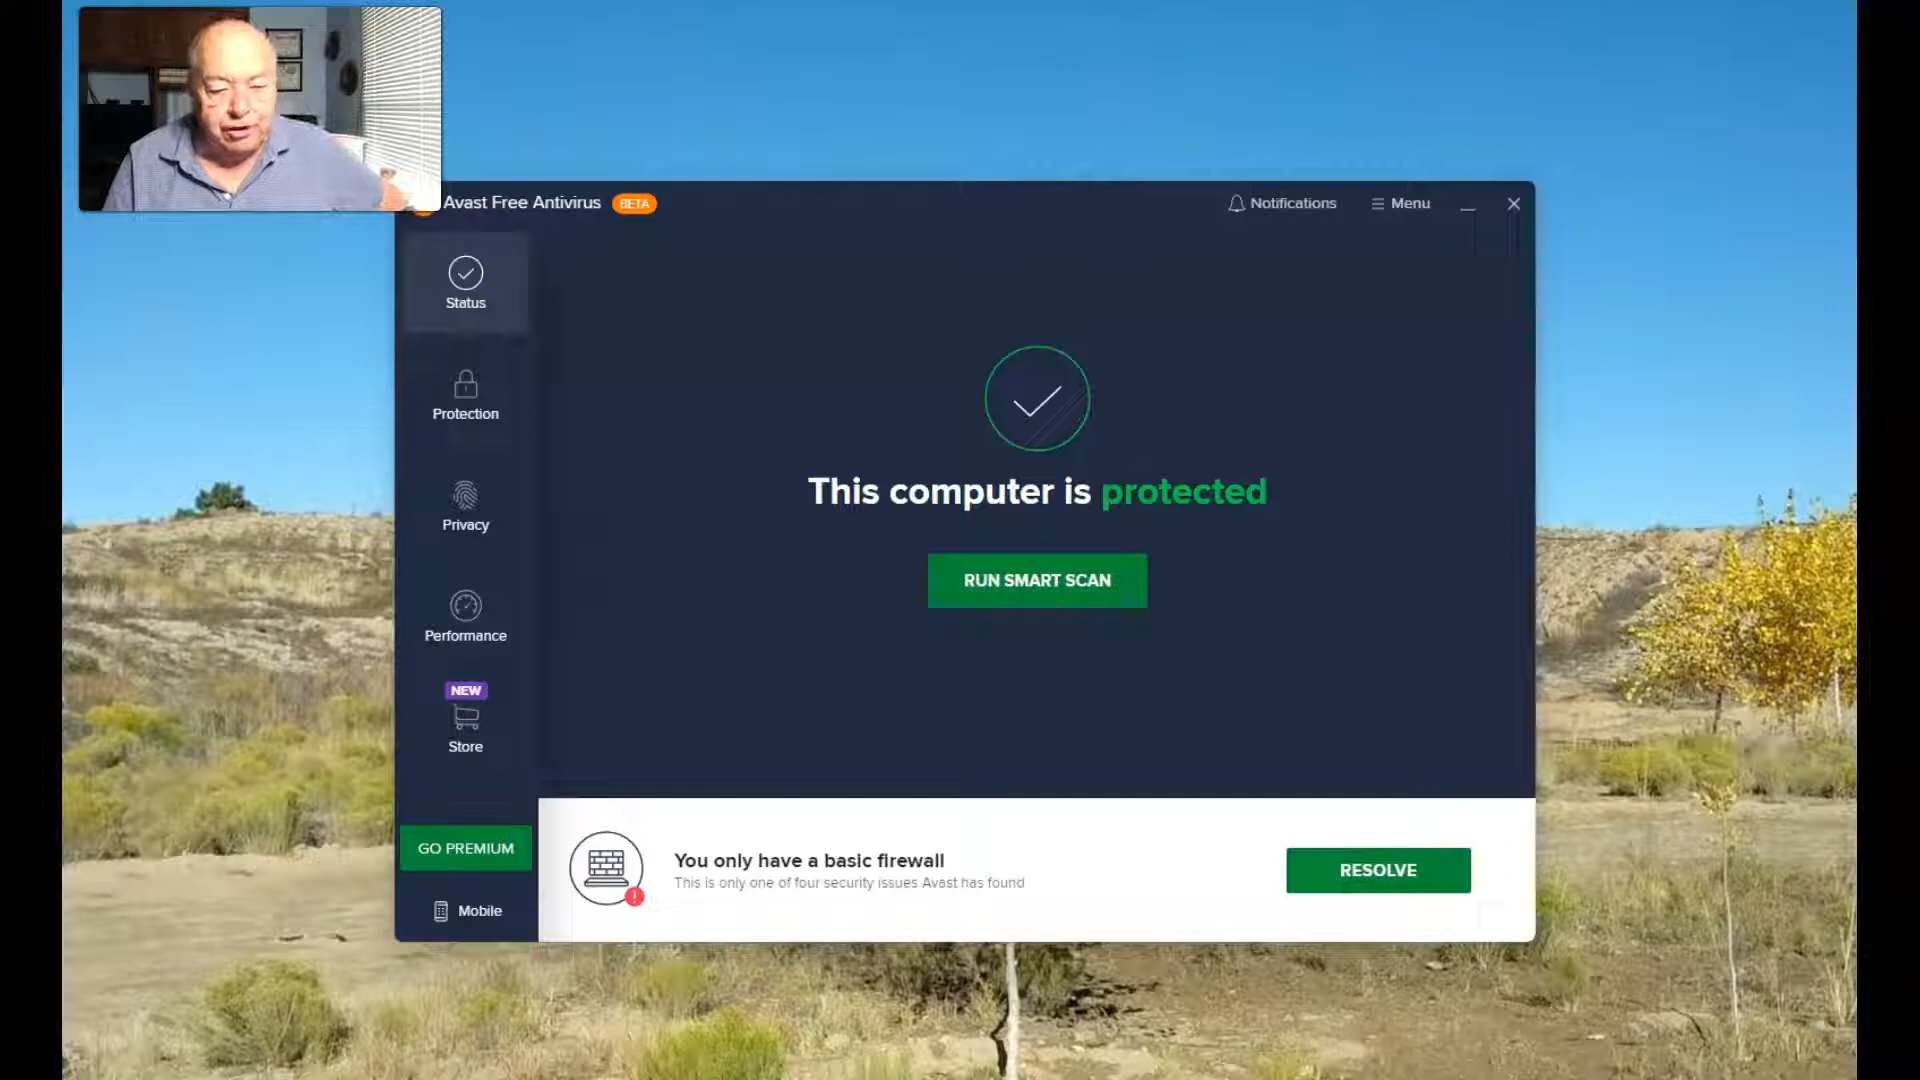 Avast Free Antivirus BETA
Notifications
Menu
Status
Protection
Privacy
Performance
NEW
Store
GO PREMIUM
Mobile
This computer is protected
RUN SMART SCAN
You only have a basic firewall
This is only one of four security issues Avast has found
RESOLVE